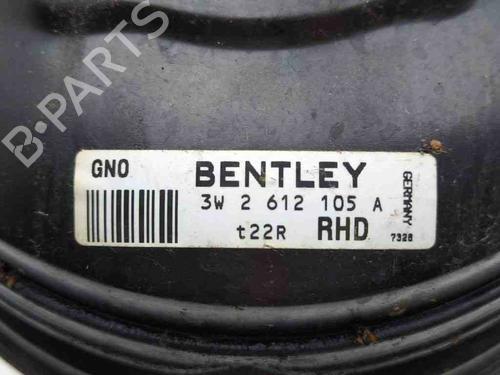 B-PARTS
GNO BENTLEY
3W 2 612 105 A
t22R RHD
GERMANY
7328